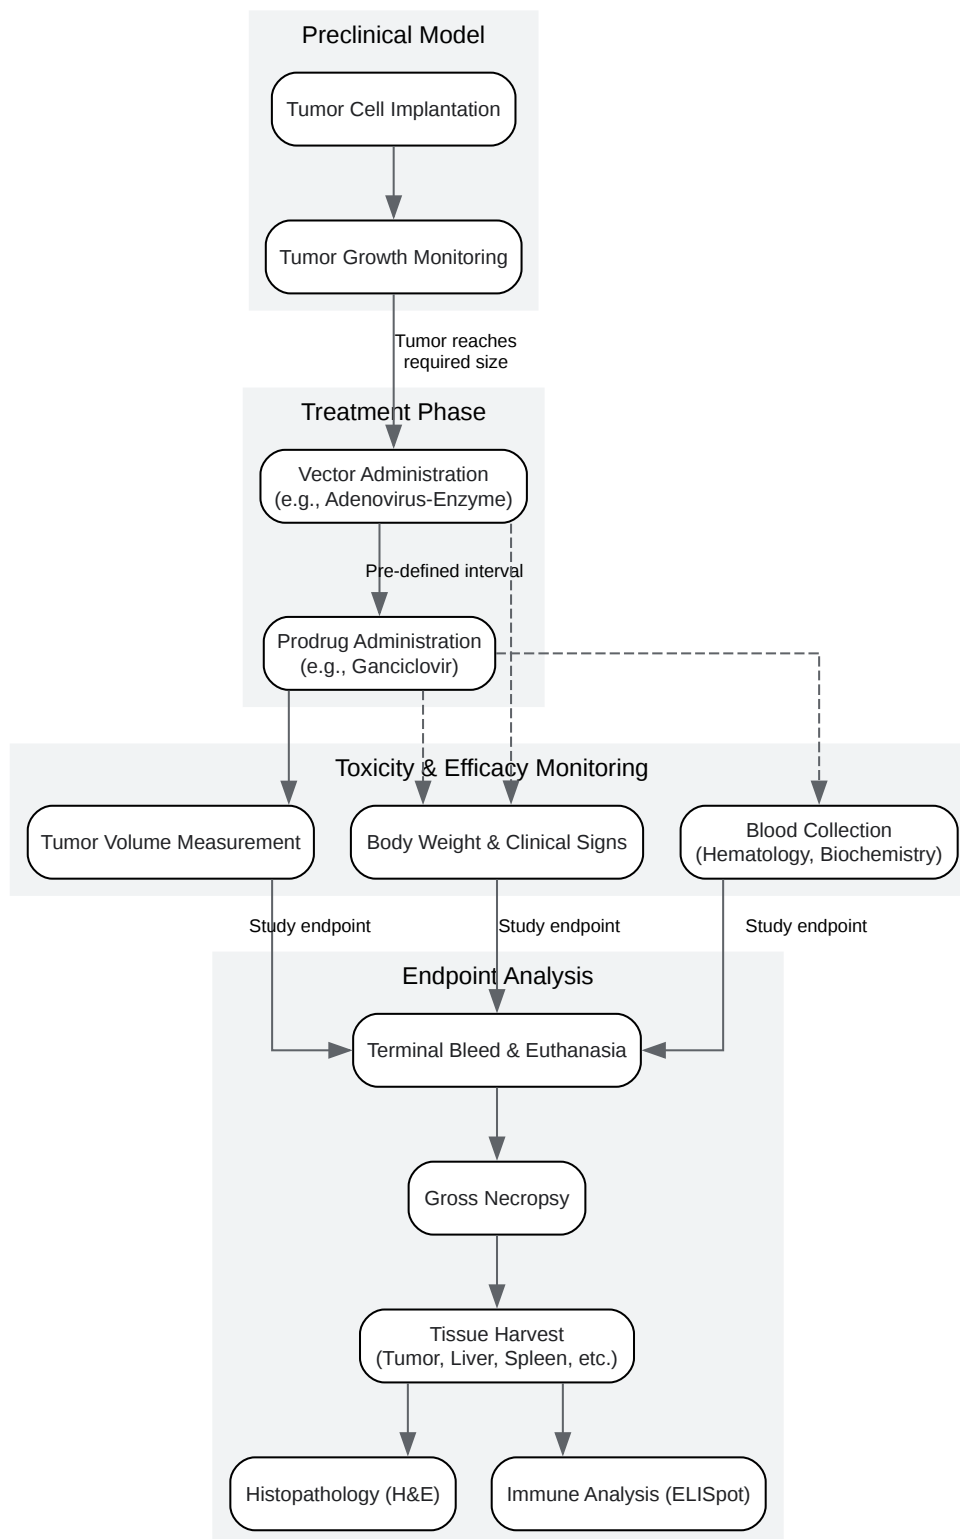 Preclinical Model
Tumor Cell Implantation
Tumor Growth Monitoring
Tumor reaches
required size
Treatment Phase
Vector Administration
(e.g., Adenovirus-Enzyme)
Pre-defined interval
Prodrug Administration
(e.g., Ganciclovir)
Toxicity & Efficacy Monitoring
Tumor Volume Measurement
Body Weight & Clinical Signs
Blood Collection
(Hematology, Biochemistry)
Study endpoint
Study endpoint
Study endpoint
Endpoint Analysis
Terminal Bleed & Euthanasia
Gross Necropsy
Tissue Harvest
(Tumor, Liver, Spleen, etc.)
Histopathology (H&E)
Immune Analysis (ELISpot)